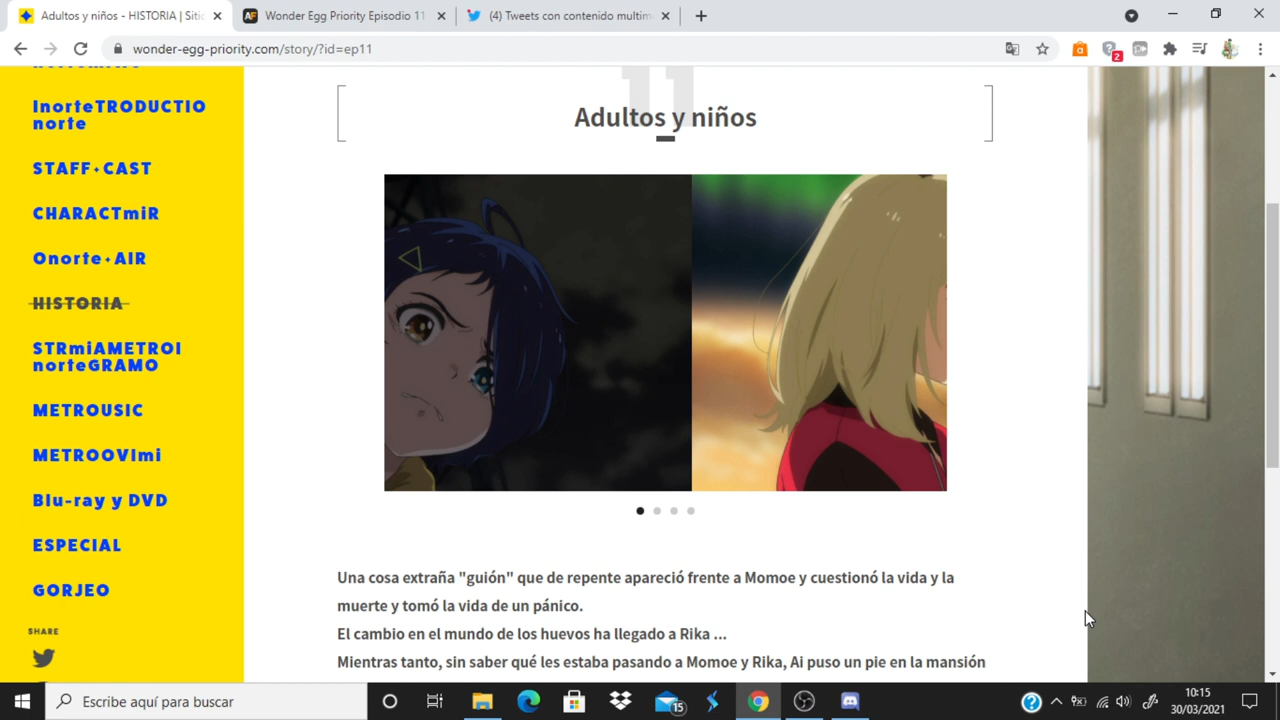 Adultos y niños - HISTORIA | Sitio
Wonder Egg Priority Episodio 11
(4) Tweets con contenido multim
wonder-egg-priority.com/story/?id=ep11
2
InorteTRODUCTIO
norte
STAFF+CAST
CHARACTmiR
Onorte+AIR
HISTORIA
STRmiAMETROI
norteGRAMO
METROUSIC
METROOVImi
Blu-ray y DVD
ESPECIAL
GORJEO
SHARE
11
Adultos y niños
Una cosa extraña "guión" que de repente apareció frente a Momoe y cuestionó la vida y la
muerte y tomó la vida de un pánico.
El cambio en el mundo de los huevos ha llegado a Rika ...
Mientras tanto, sin saber qué les estaba pasando a Momoe y Rika, Ai puso un pie en la mansión
Escribe aquí para buscar
15
10:15
30/03/2021